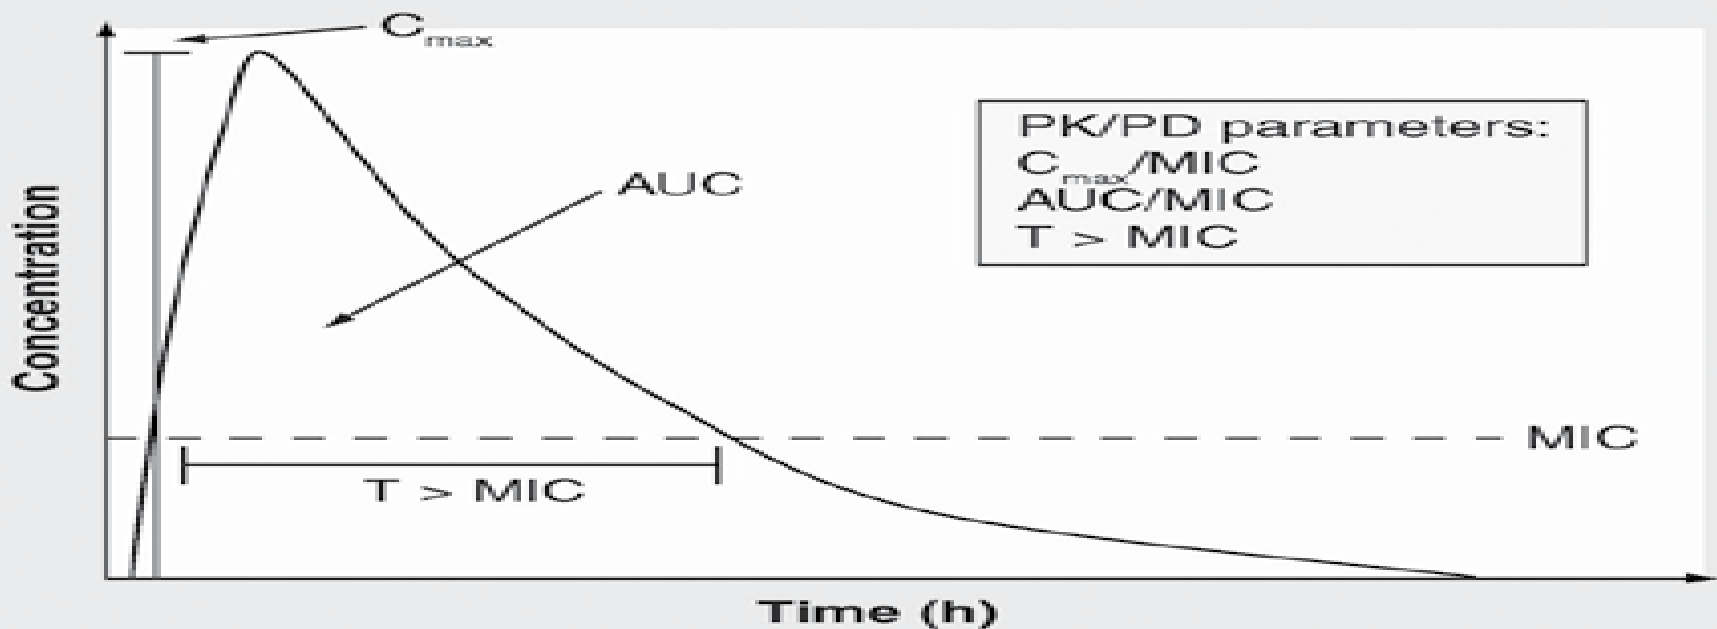 Cmax
AUC
PK/PD parameters:
Cmax/MIC
AUC/MIC
T > MIC
Concentration
MIC
T > MIC
Time (h)